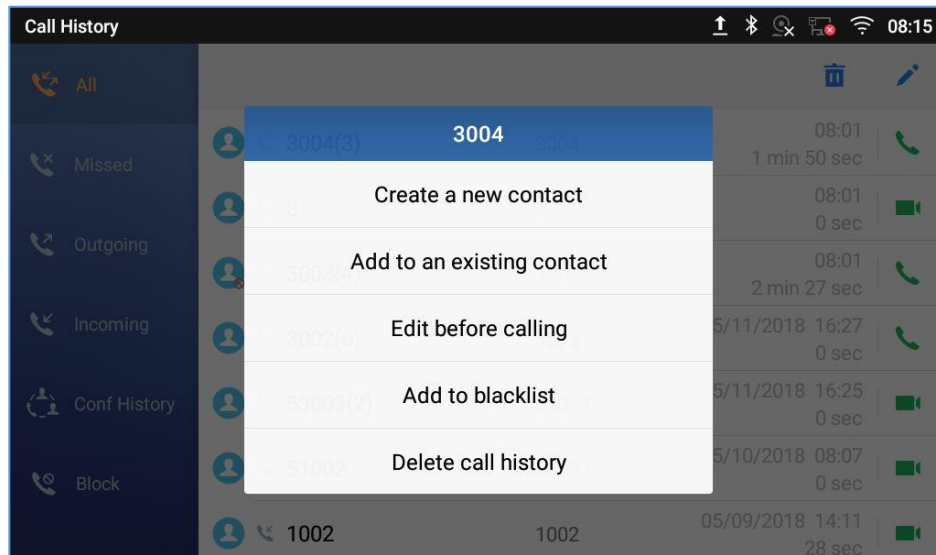 Call History 08:15
All
3004
3004(3) 3004 08:01
1 min 50 sec
Missed
Create a new contact
3 08:01
0 sec
Outgoing
Add to an existing contact
3003(4) 08:01
2 min 27 sec
Incoming
Edit before calling
3002(6) 5/11/2018 16:27
0 sec
Conf History
Add to blacklist
53003(2) 5/11/2018 16:25
0 sec
Block
Delete call history
51002 5/10/2018 08:07
0 sec
1002 1002 05/09/2018 14:11
28 sec